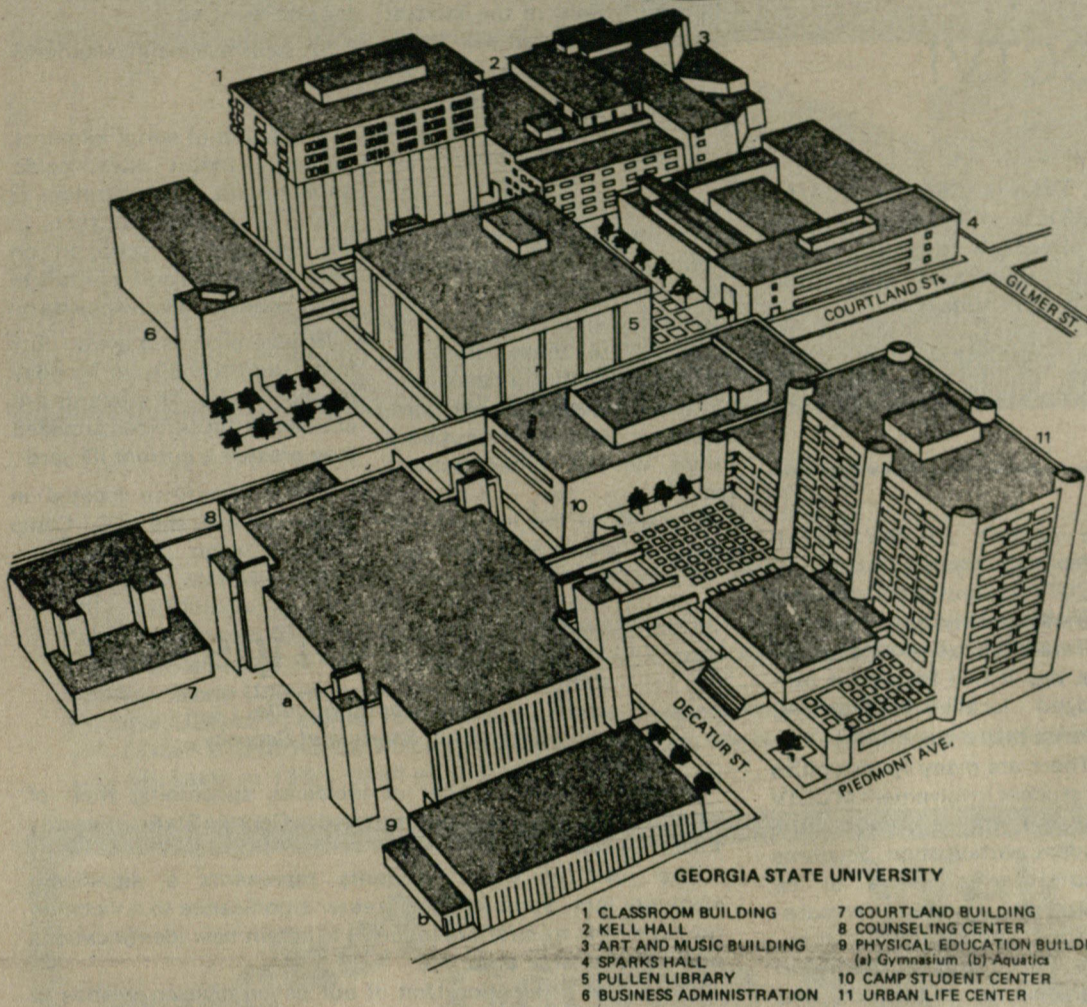 1
2
3
4
5
6
7
8
9
10
11
a
b
COURTLAND ST.
GILMER ST.
DECATUR ST.
PIEDMONT AVE.
GEORGIA STATE UNIVERSITY
1 CLASSROOM BUILDING
2 KELL HALL
3 ART AND MUSIC BUILDING
4 SPARKS HALL
5 PULLEN LIBRARY
6 BUSINESS ADMINISTRATION
7 COURTLAND BUILDING
8 COUNSELING CENTER
9 PHYSICAL EDUCATION BUILD
(a) Gymnasium (b) Aquatics
10 CAMP STUDENT CENTER
11 URBAN LIFE CENTER